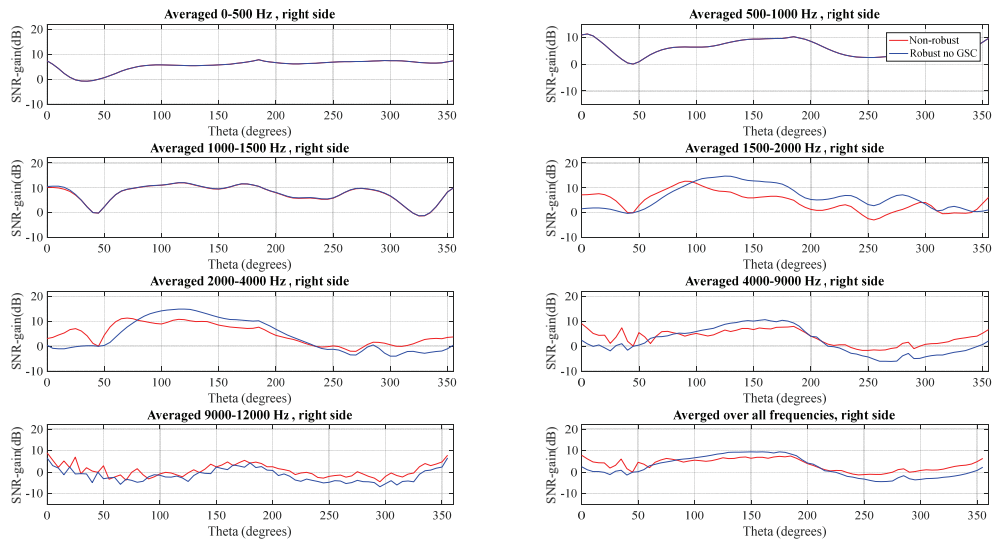 Averaged 0-500 Hz , right side
SNR-gain(dB)
10
0
-10
0 50 100 150 200 250 300 350
Theta (degrees)
Averaged 500-1000 Hz , right side
SNR-gain(dB)
10
0
-10
Non-robust
Robust no GSC
0 50 100 150 200 250 300 350
Theta (degrees)
Averaged 1000-1500 Hz , right side
SNR-gain(dB)
20
10
0
-10
0 50 100 150 200 250 300 350
Theta (degrees)
Averaged 1500-2000 Hz , right side
SNR-gain(dB)
20
10
0
-10
0 50 100 150 200 250 300 350
Theta (degrees)
Averaged 2000-4000 Hz , right side
SNR-gain(dB)
20
10
0
-10
0 50 100 150 200 250 300 350
Theta (degrees)
Averaged 4000-9000 Hz , right side
SNR-gain(dB)
20
10
0
-10
0 50 100 150 200 250 300 350
Theta (degrees)
Averaged 9000-12000 Hz , right side
SNR-gain(dB)
20
10
0
-10
0 50 100 150 200 250 300 350
Theta (degrees)
Averged over all frequencies, right side
SNR-gain(dB)
20
10
0
-10
0 50 100 150 200 250 300 350
Theta (degrees)